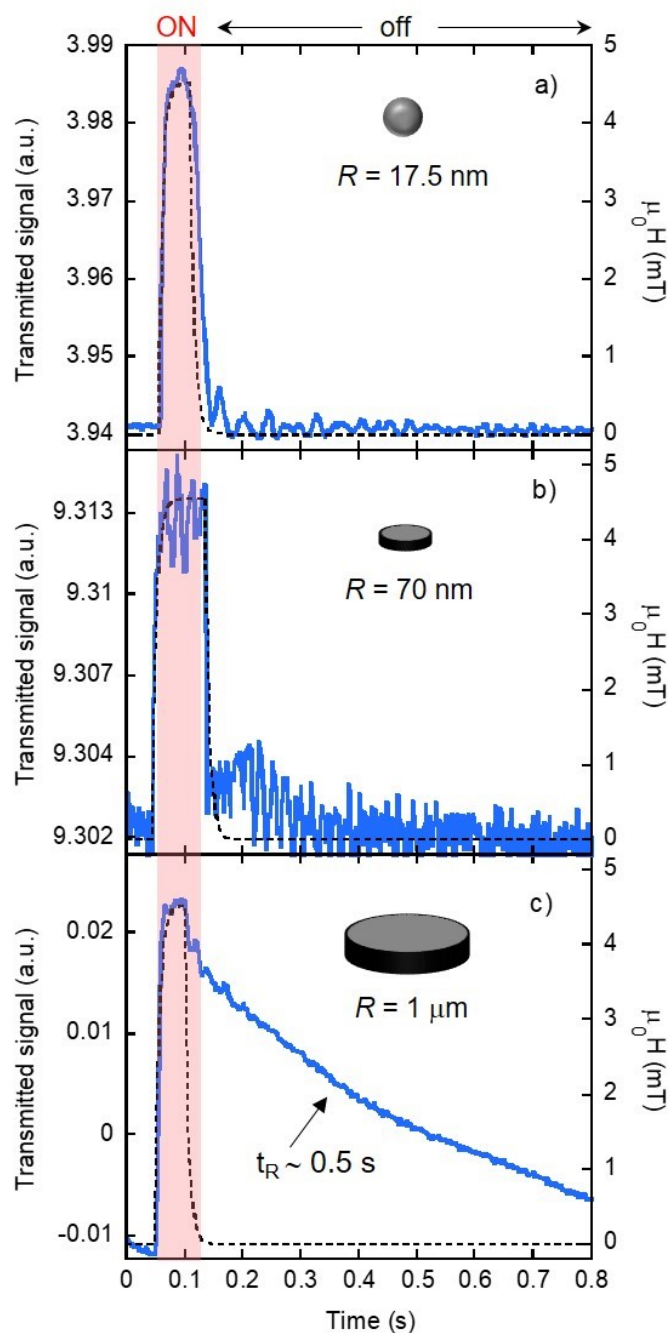 ON
off
3.99
3.98
3.97
3.96
3.95
3.94
Transmitted signal (a.u.)
a)
R = 17.5 nm
5
4
3
2
1
0
μ₀H (mT)
9.313
9.31
9.307
9.304
9.302
Transmitted signal (a.u.)
b)
R = 70 nm
5
4
3
2
1
0
μ₀H (mT)
0.02
0.01
0
-0.01
Transmitted signal (a.u.)
c)
R = 1 μm
t_R ~ 0.5 s
5
4
3
2
1
0
μ₀H (mT)
0 0.1 0.2 0.3 0.4 0.5 0.6 0.7 0.8
Time (s)